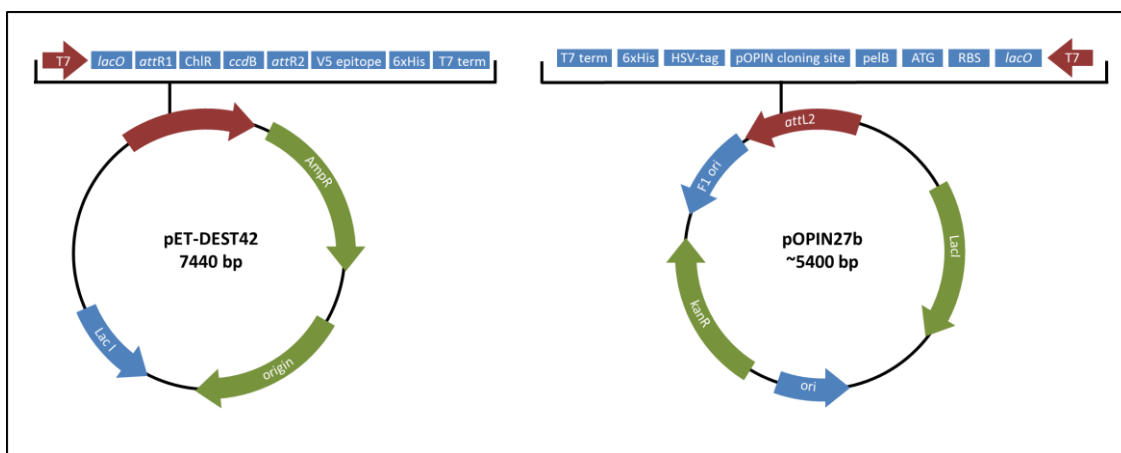 T7 lacO attR1 ChlR ccdB attR2 V5 epitope 6xHis T7 term
AmpR
pET-DEST42
7440 bp
Lac I
origin
T7 term 6xHis HSV-tag pOPIN cloning site pelB ATG RBS lacO T7
attL2
F1 ori
LacI
pOPIN27b
~5400 bp
kanR
ori